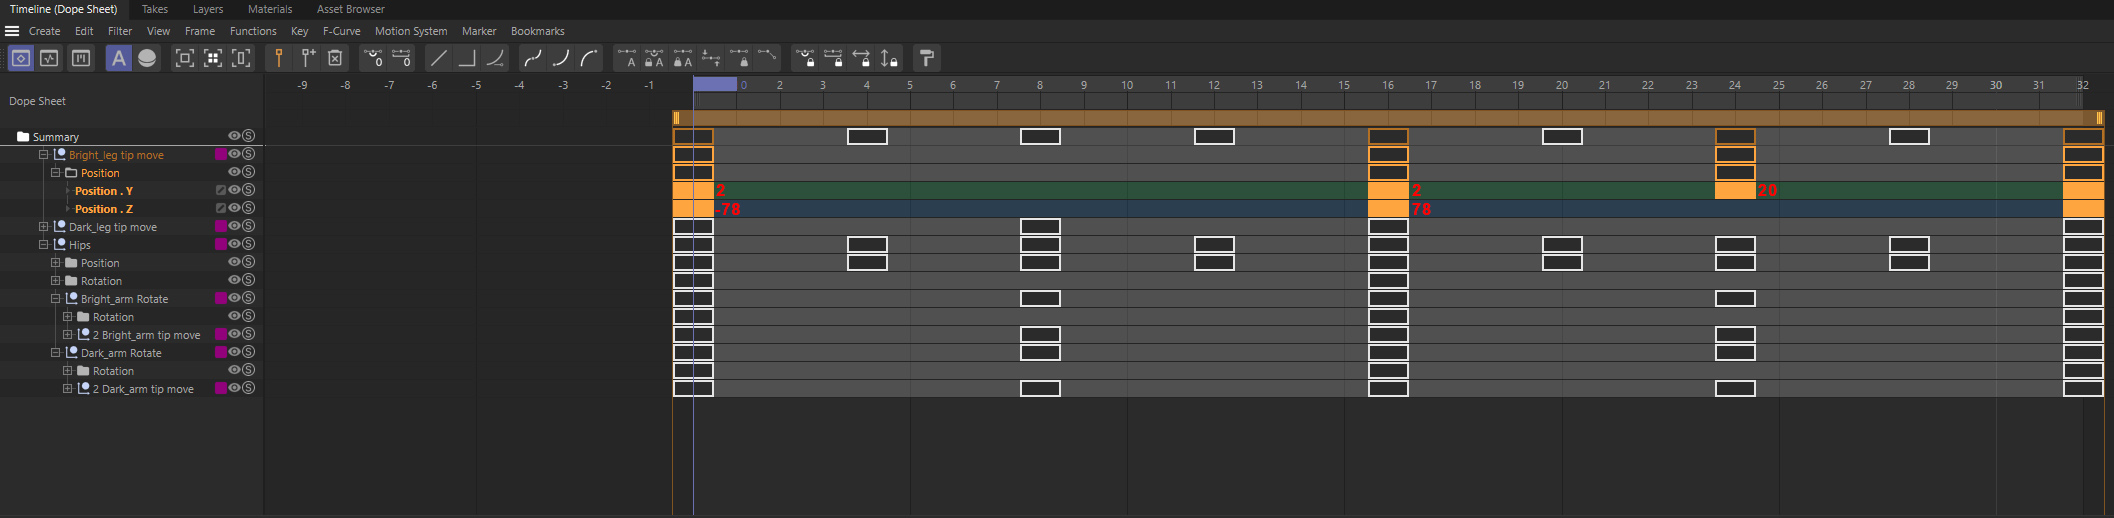 Timeline (Dope Sheet) Takes Layers Materials Asset Browser
Create Edit Filter View Frame Functions Key F-Curve Motion System Marker Bookmarks
A 0 0 A A A
-9 -8 -7 -6 -5 -4 -3 -2 -1 0 2 3 4 5 6 7 8 9 10 11 12 13 14 15 16 17 18 19 20 21 22 23 24 25 26 27 28 29 30 31 32
Dope Sheet
Summary S
Bright_leg tip move S
Position S
Position . Y S 2 2 20
Position . Z S -78 78
Dark_leg tip move S
Hips S
Position S
Rotation S
Bright_arm Rotate S
Rotation S
2 Bright_arm tip move S
Dark_arm Rotate S
Rotation S
2 Dark_arm tip move S